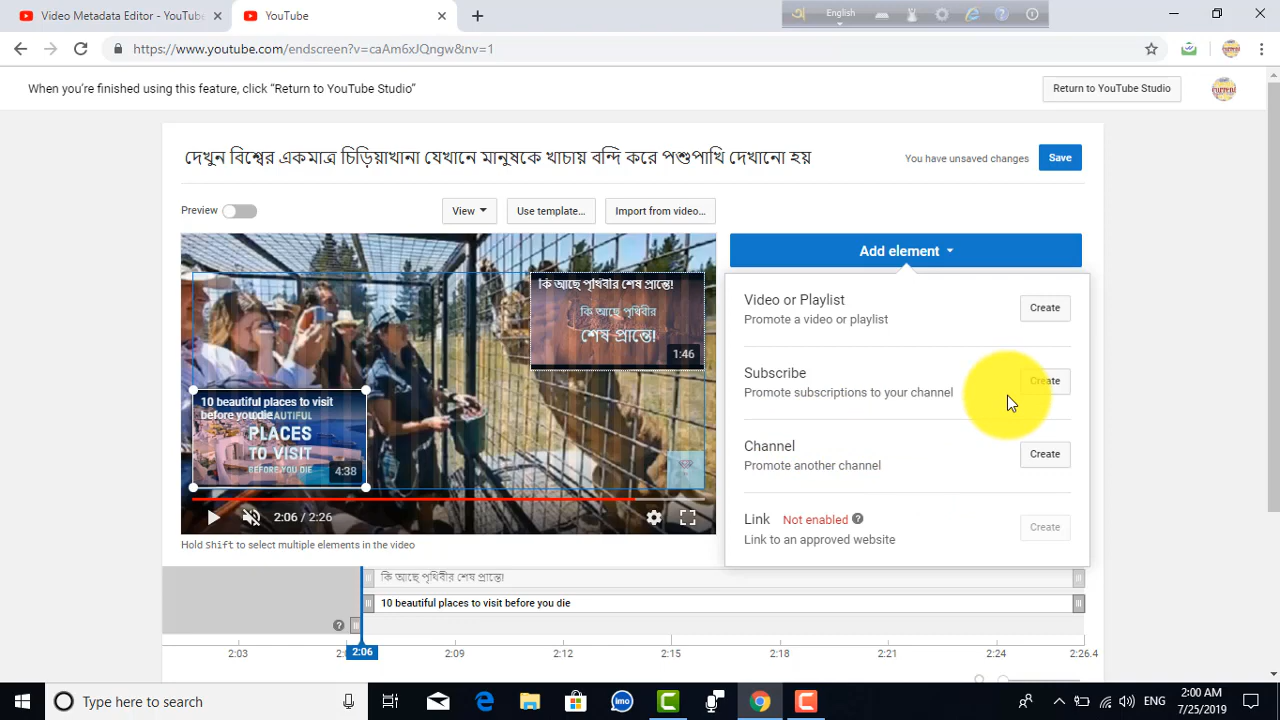 Video Metadata Editor - YouTube
YouTube
English
https://www.youtube.com/endscreen?v=caAm6xJQngw&nv=1
When you're finished using this feature, click "Return to YouTube Studio"
Return to YouTube Studio
দেখুন বিশ্বের একমাত্র চিড়িয়াখানা যেখানে মানুষকে খাচায় বন্দি করে পশুপাখি দেখানো হয়
You have unsaved changes
Save
Preview
View
Use template...
Import from video...
Add element
কি আছে পৃথিবীর শেষ প্রান্তে!
কি আছে পৃথিবীর
শেষ প্রান্তে!
1:46
Video or Playlist
Promote a video or playlist
Create
Subscribe
Promote subscriptions to your channel
Create
10 beautiful places to visit
before you die
BEAUTIFUL
PLACES
TO VISIT
BEFORE YOU DIE
4:38
Channel
Promote another channel
Create
2:06 / 2:26
Link Not enabled
Link to an approved website
Create
Hold Shift to select multiple elements in the video
কি আছে পৃথিবীর শেষ প্রান্তে!
10 beautiful places to visit before you die
2:03
2:06
2:09
2:12
2:15
2:18
2:21
2:24
2:26.4
Type here to search
imo
ENG
2:00 AM
7/25/2019